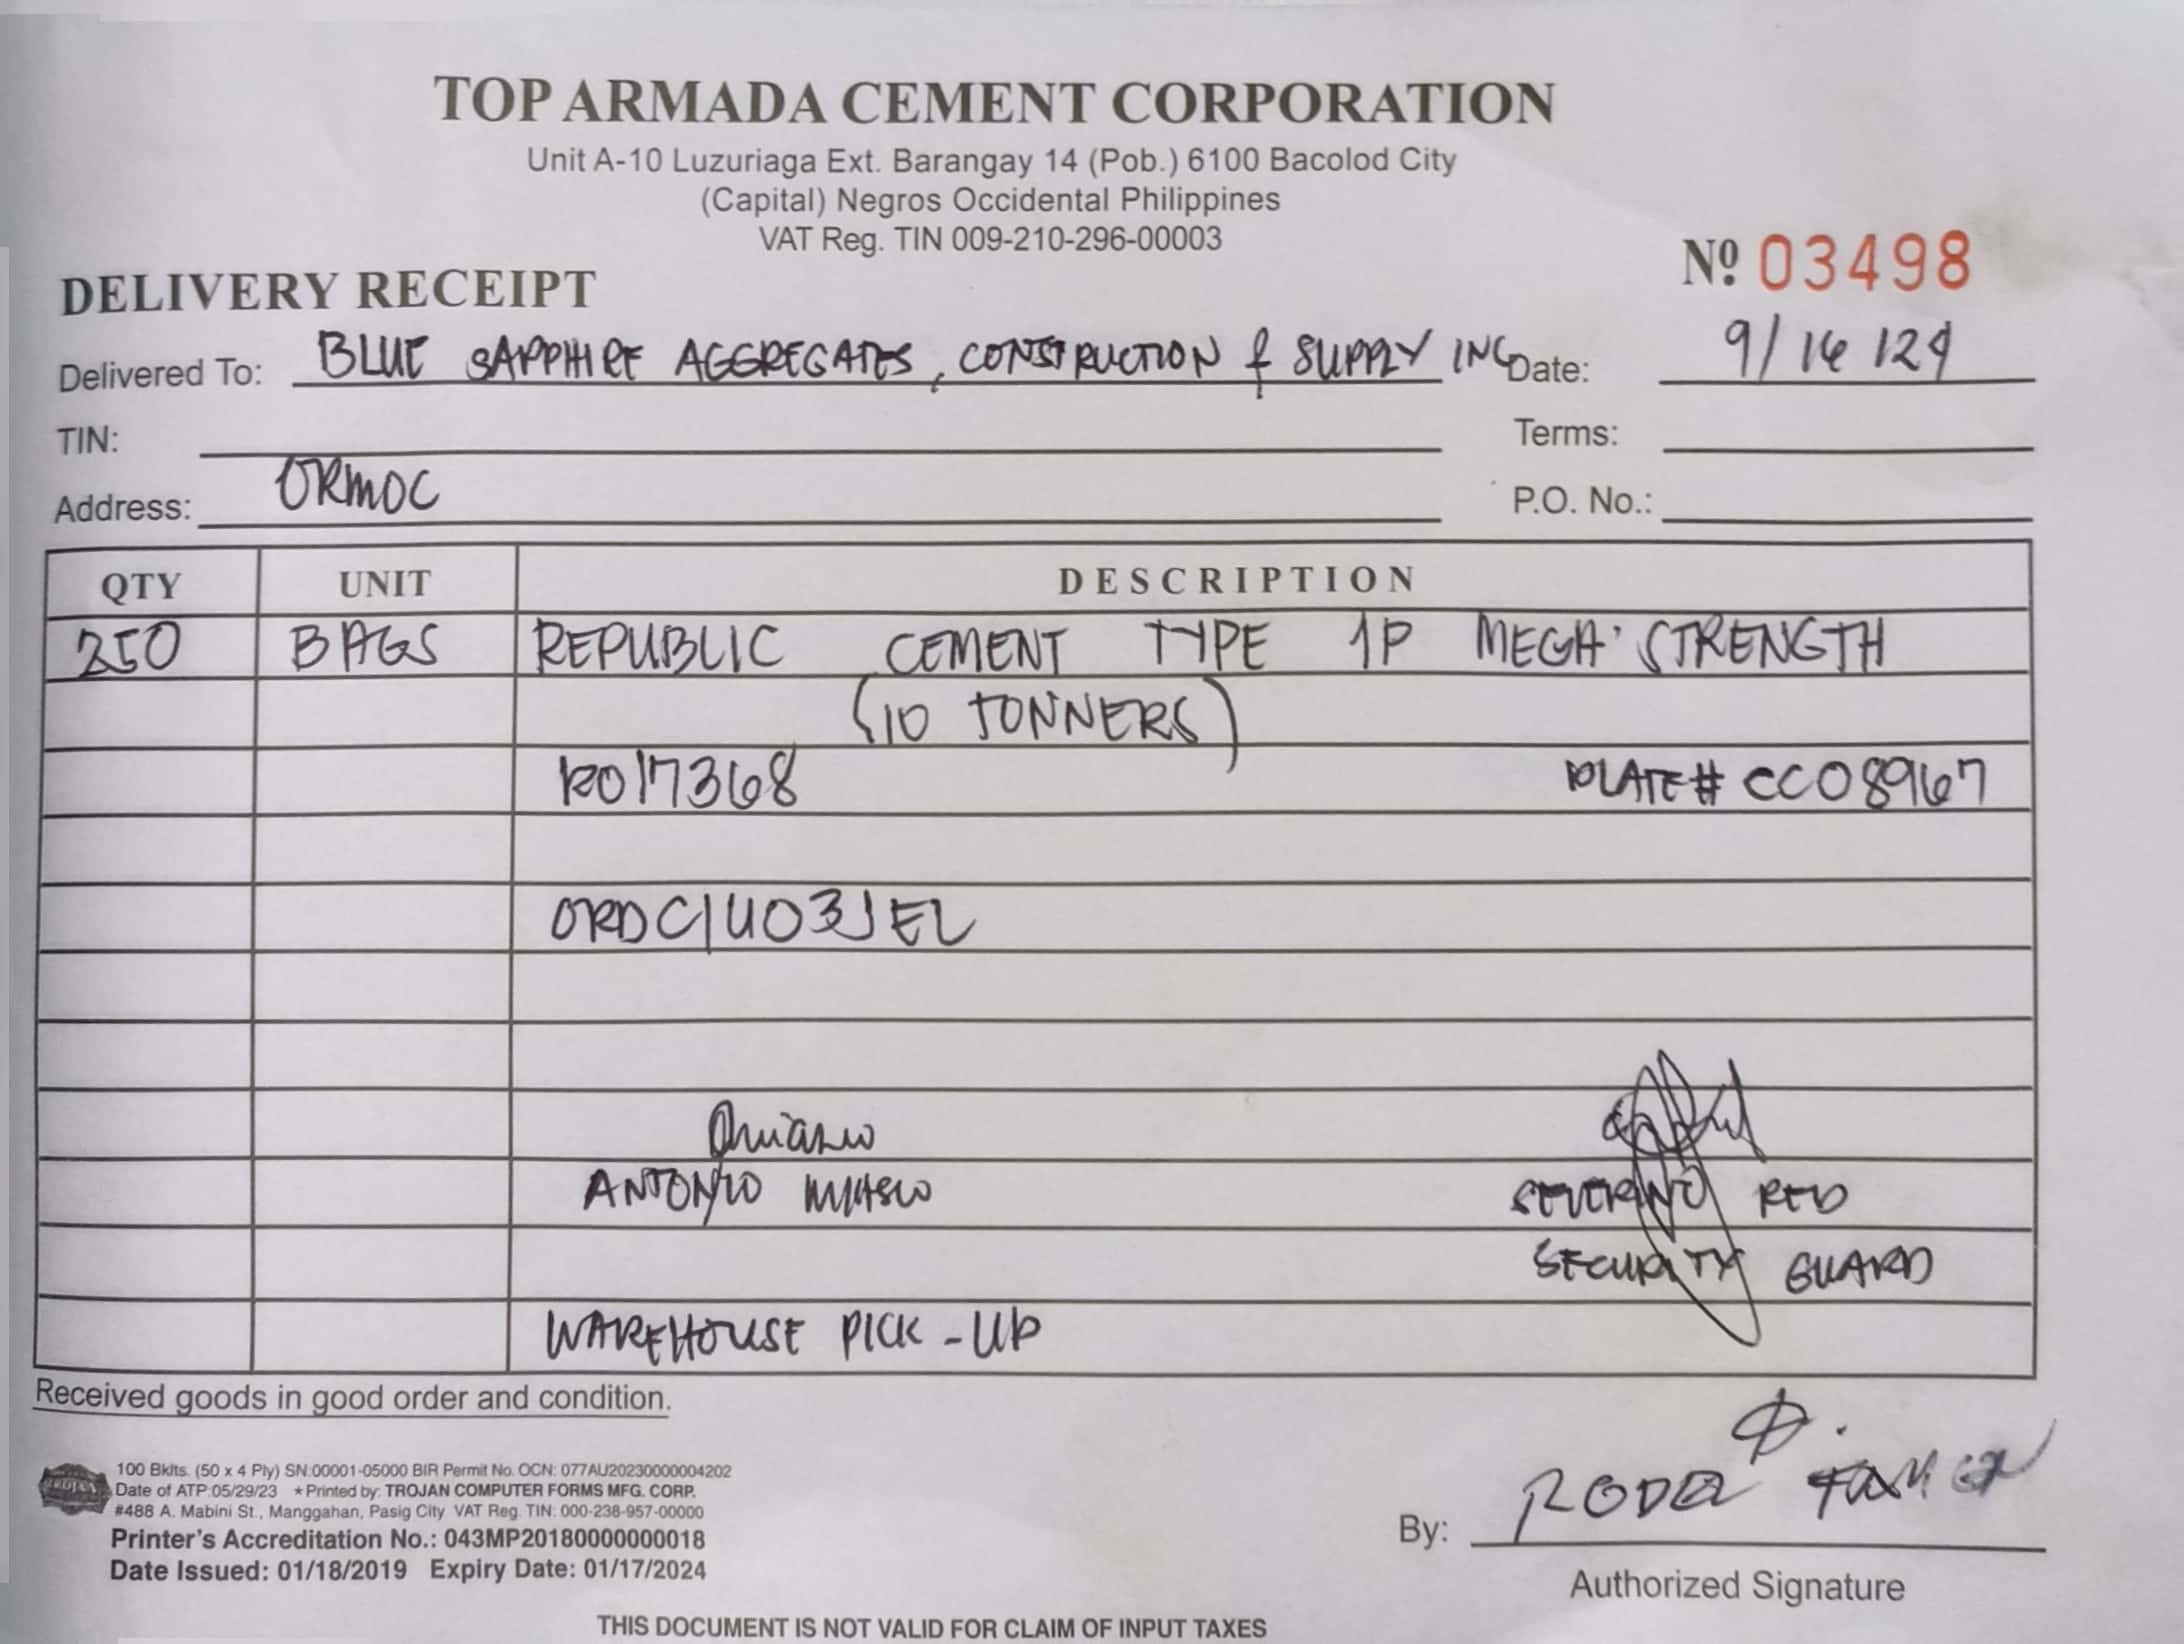 TOP ARMADA CEMENT CORPORATION
Unit A-10 Luzuriaga Ext. Barangay 14 (Pob.) 6100 Bacolod City
(Capital) Negros Occidental Philippines
VAT Reg. TIN 009-210-296-00003
Nº 03498
DELIVERY RECEIPT
Delivered To: BLUE SAPPHIRE AGGREGATES, CONSTRUCTION & SUPPLY INC Date: 9/16/24
TIN: Terms:
Address: ORMOC P.O. No.:
QTY UNIT DESCRIPTION
250 BAGS REPUBLIC CEMENT TYPE 1P MEGA STRENGTH
(10 TONNERS)
R017368 PLATE# CCO8967
ORDC1403JEL
ANTONIO
SEVERINO RED
SECURITY GUARD
WAREHOUSE PICK-UP
Received goods in good order and condition.
TROJAN
100 Bklts. (50 x 4 Ply) SN:00001-05000 BIR Permit No. OCN: 077AU20230000004202
Date of ATP:05/29/23 *Printed by: TROJAN COMPUTER FORMS MFG. CORP.
#488 A. Mabini St., Manggahan, Pasig City VAT Reg. TIN: 000-238-957-00000
Printer's Accreditation No.: 043MP20180000000018
Date Issued: 01/18/2019 Expiry Date: 01/17/2024
By:
Authorized Signature
THIS DOCUMENT IS NOT VALID FOR CLAIM OF INPUT TAXES